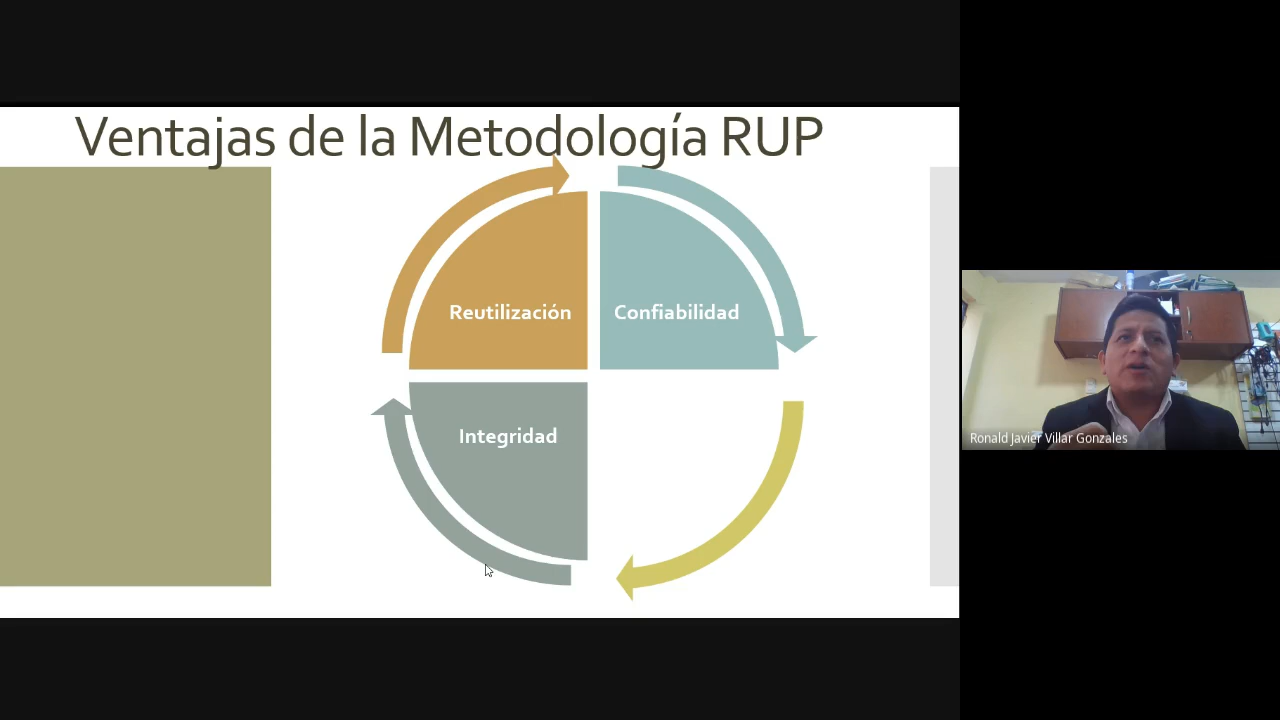 Ventajas de la Metodología RUP
Reutilización
Confiabilidad
Integridad
Ronald Javier Villar Gonzales